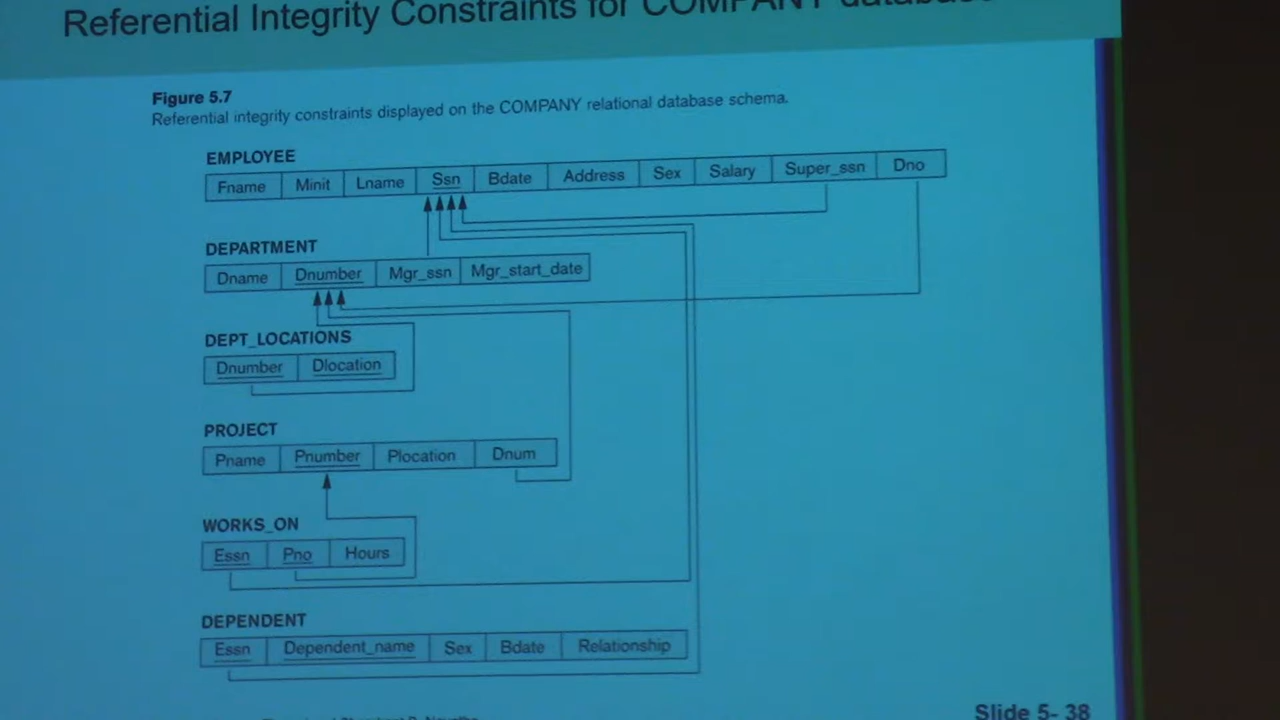 Referential Integrity Constraints for COMPANY database
Figure 5.7
Referential integrity constraints displayed on the COMPANY relational database schema.
EMPLOYEE
Fname Minit Lname Ssn Bdate Address Sex Salary Super_ssn Dno
DEPARTMENT
Dname Dnumber Mgr_ssn Mgr_start_date
DEPT_LOCATIONS
Dnumber Dlocation
PROJECT
Pname Pnumber Plocation Dnum
WORKS_ON
Essn Pno Hours
DEPENDENT
Essn Dependent_name Sex Bdate Relationship
Slide 5- 38